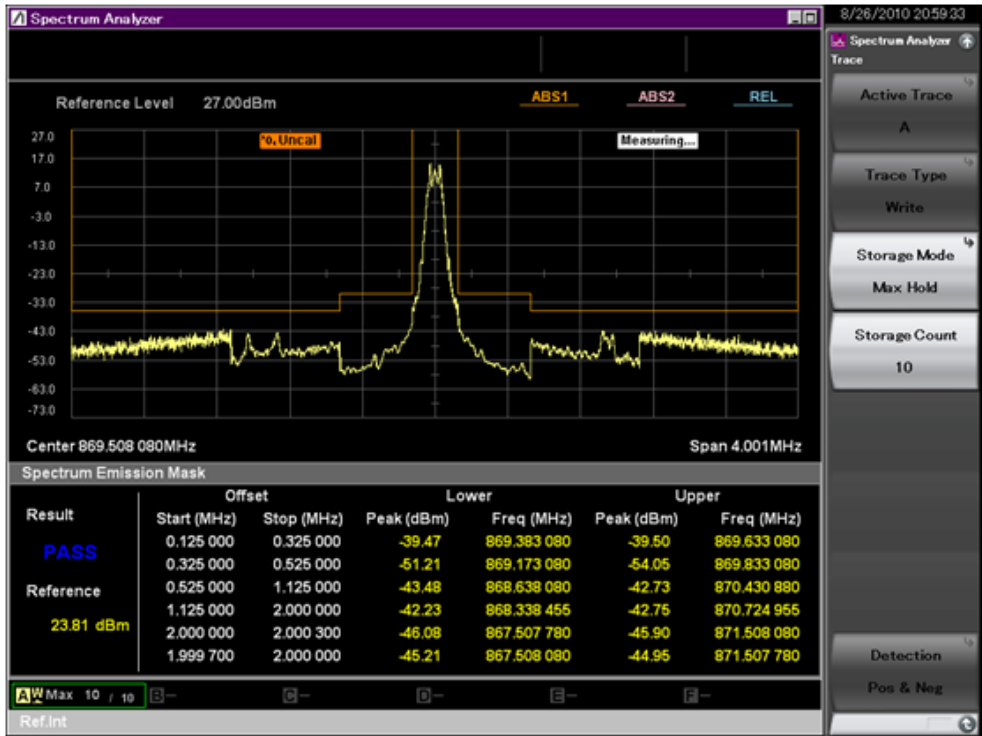 Spectrum Analyzer
8/26/2010 20:59:33
Spectrum Analyzer
Trace
Reference Level 27.00dBm
ABS1 ABS2 REL
Active Trace
A
27.0
Uncal
Measuring...
17.0
7.0
-3.0
-13.0
-23.0
-33.0
-43.0
-53.0
-63.0
-73.0
Trace Type
Write
Storage Mode
Max Hold
Storage Count
10
Center 869.508 080MHz
Span 4.001MHz
Spectrum Emission Mask
Offset Lower Upper
Result Start (MHz) Stop (MHz) Peak (dBm) Freq (MHz) Peak (dBm) Freq (MHz)
PASS
0.125 000 0.325 000 -39.47 869.383 080 -39.50 869.633 080
0.325 000 0.525 000 -51.21 869.173 080 -54.05 869.833 080
Reference
0.525 000 1.125 000 -43.48 868.638 080 -42.73 870.430 880
1.125 000 2.000 000 -42.23 868.338 455 -42.75 870.724 955
23.81 dBm
2.000 000 2.000 300 -46.08 867.507 780 -45.90 871.508 080
1.999 700 2.000 000 -45.21 867.508 080 -44.95 871.507 780
Detection
Pos & Neg
A W Max 10 / 10 B- C- D- E- F-
Ref.Int